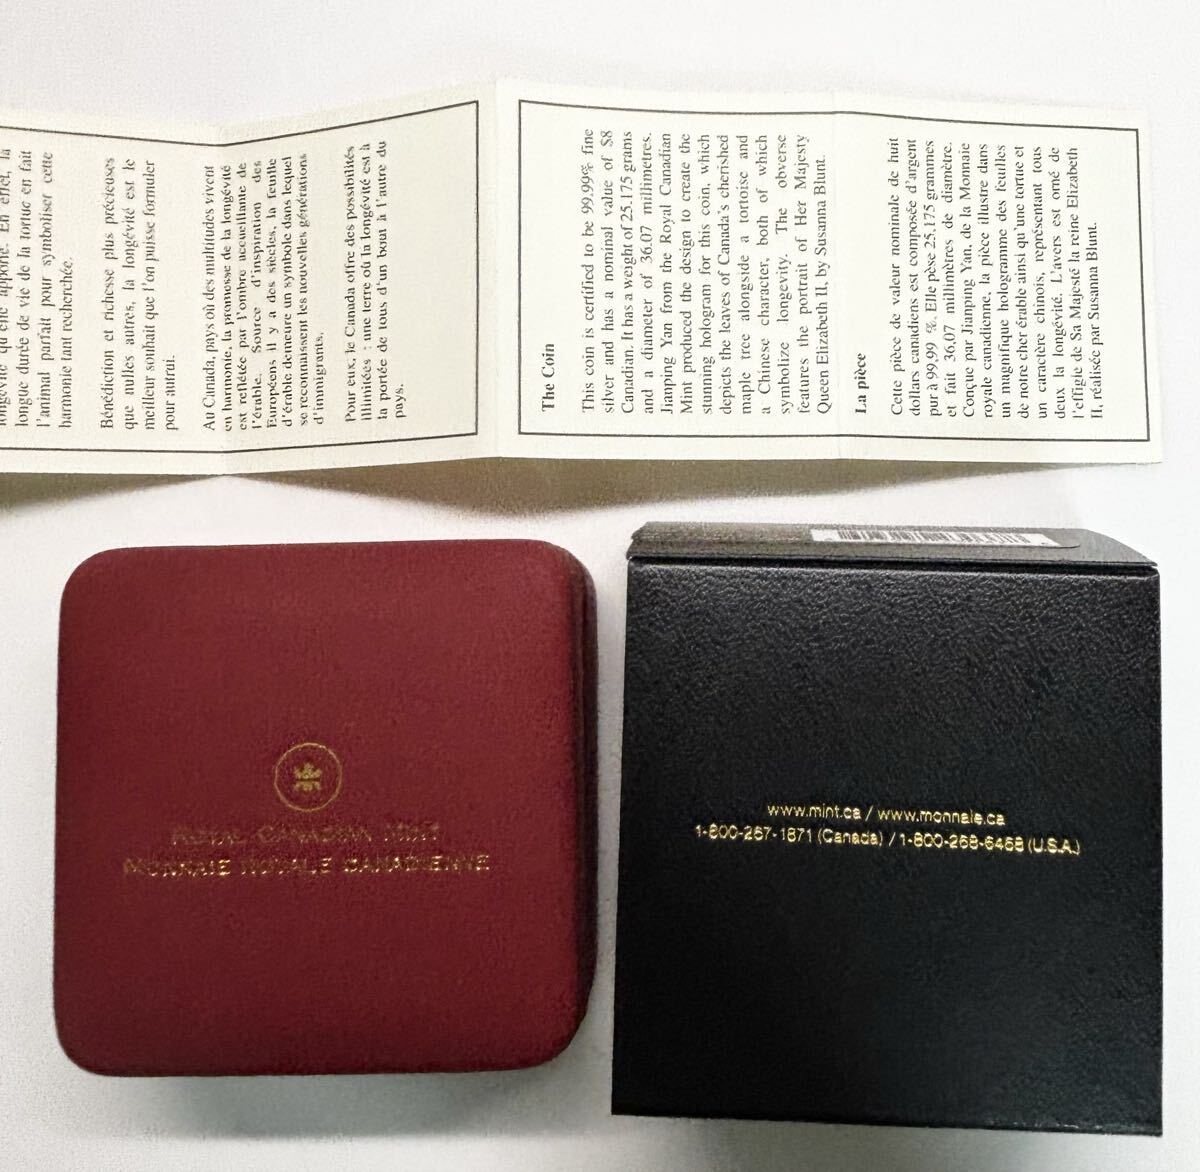 longue durée de vie de la tortue en fait
l'animal parfait pour symboliser cette
harmonie tant recherchée.
Bénédiction et richesse plus précieuses
que nulles autres, la longévité est le
meilleur souhait que l'on puisse formuler
pour autrui.
Au Canada, pays où des multitudes vivent
en harmonie, la promesse de la longévité
est reflétée par l'ombre accueillante de
l'érable. Source d'inspiration des
Européens il y a des siècles, la feuille
d'érable demeure un symbole dans lequel
se reconnaissent les nouvelles générations
d'immigrants.
Pour eux, le Canada offre des possibilités
illimitées : une terre où la longévité est à
la portée de tous d'un bout à l'autre du
pays.
The Coin
This coin is certified to be 99.99% fine
silver and has a nominal value of $8
Canadian. It has a weight of 25.175 grams
and a diameter of 36.07 millimetres.
Jianping Yan from the Royal Canadian
Mint produced the design to create the
stunning hologram for this coin, which
depicts the leaves of Canada's cherished
maple tree alongside a tortoise and
a Chinese character, both of which
symbolize longevity. The obverse
features the portrait of Her Majesty
Queen Elizabeth II, by Susanna Blunt.
La pièce
Cette pièce de valeur nominale de huit
dollars canadiens est composée d'argent
pur à 99,99 %. Elle pèse 25,175 grammes
et fait 36,07 millimètres de diamètre.
Conçue par Jianping Yan, de la Monnaie
royale canadienne, la pièce illustre dans
un magnifique hologramme des feuilles
de notre cher érable ainsi qu'une tortue et
un caractère chinois, représentant tous
deux la longévité. L'avers est orné de
l'effigie de Sa Majesté la reine Elizabeth
II, réalisée par Susanna Blunt.
ROYAL CANADIAN MINT
MONNAIE ROYALE CANADIENNE
www.mint.ca / www.monnaie.ca
1-800-267-1871 (Canada) / 1-800-268-6468 (U.S.A.)